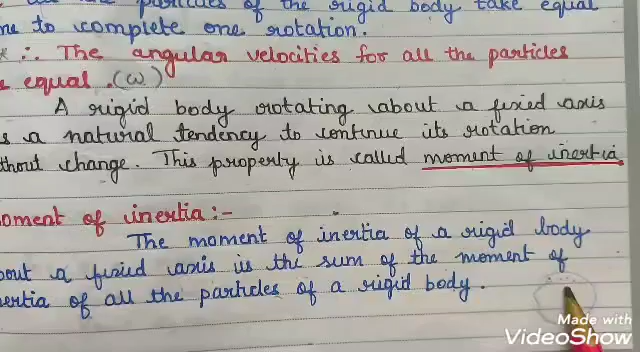 particles of the rigid body take equal
to complete one rotation.
∴ The angular velocities for all the particles
equal. (ω)
A rigid body rotating about a fixed axis
a natural tendency to continue its rotation
thout change. This property is called moment of inertia
oment of inertia :-
The moment of inertia of a rigid body
out a fixed axis is the sum of the moment of
ertia of all the particles of a rigid body.
Made with
VideoShow